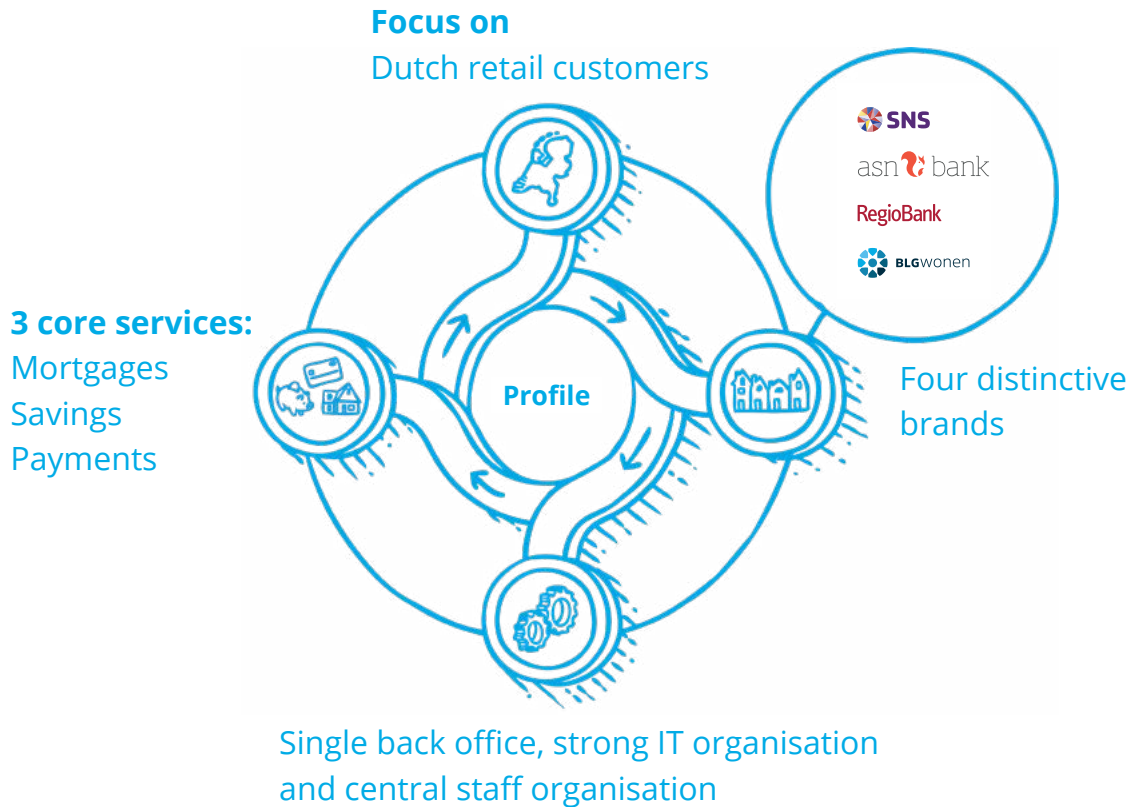 Focus on
Dutch retail customers
SNS
asn bank
RegioBank
BLGWONEN
3 core services:
Mortgages
Savings
Payments
Profile
Four distinctive
brands
Single back office, strong IT organisation
and central staff organisation